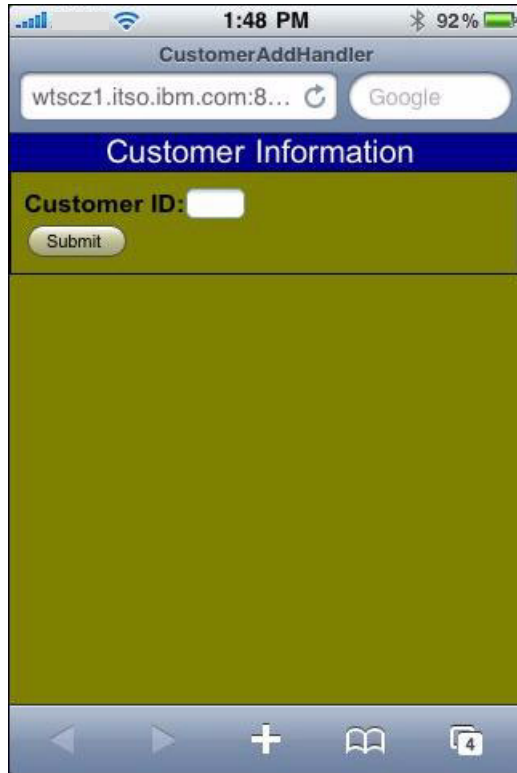 1:48 PM
92%
CustomerAddHandler
wtscz1.itso.ibm.com:8...
Google
Customer Information
Customer ID:
Submit
4